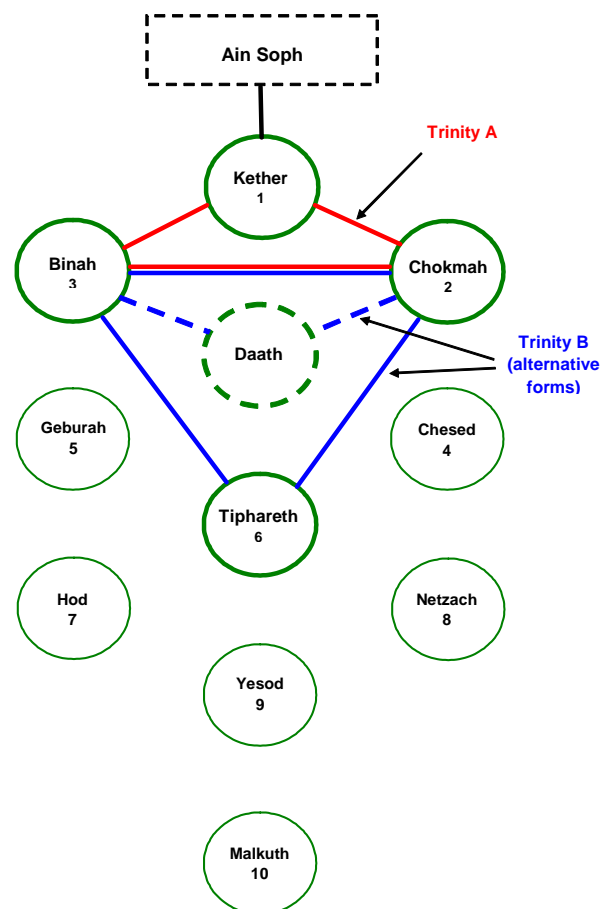 Ain Soph
Trinity A
Kether
1
Binah
3
Chokmah
2
Daath
Trinity B
(alternative
forms)
Geburah
5
Chesed
4
Tiphareth
6
Hod
7
Netzach
8
Yesod
9
Malkuth
10